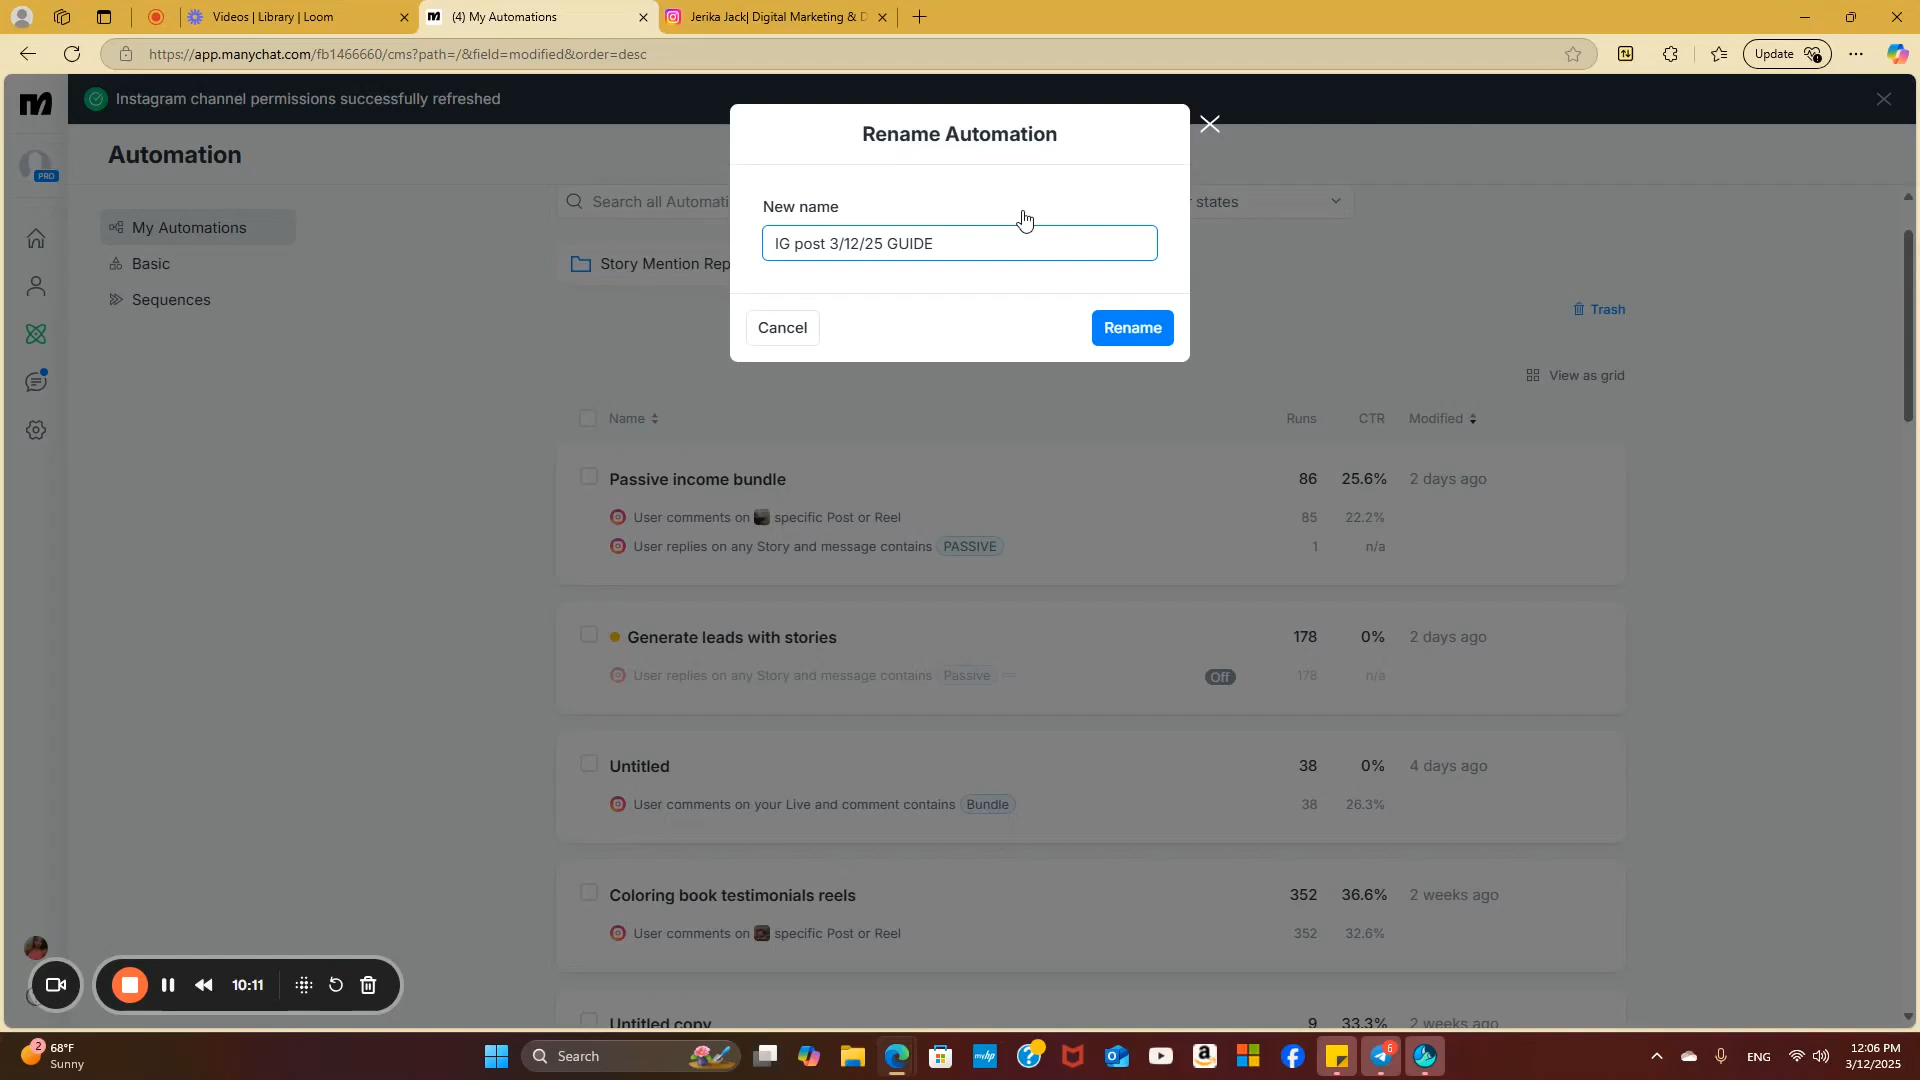 Videos | Library | Loom
(4) My Automations
Jerika Jack| Digital Marketing & D
https://app.manychat.com/fb1466660/cms?path=/&field=modified&order=desc
Update
Instagram channel permissions successfully refreshed
Rename Automation
Automation
PRO
Search all Automati
r states
New name
IG post 3/12/25 GUIDE
My Automations
Basic
Story Mention Rep
Sequences
Trash
Cancel
Rename
View as grid
Name
Runs
CTR
Modified
Passive income bundle
86
25.6%
2 days ago
User comments on specific Post or Reel
85
22.2%
User replies on any Story and message contains PASSIVE
1
n/a
Generate leads with stories
178
0%
2 days ago
User replies on any Story and message contains Passive
Off
178
n/a
Untitled
38
0%
4 days ago
User comments on your Live and comment contains Bundle
38
26.3%
Coloring book testimonials reels
352
36.6%
2 weeks ago
User comments on specific Post or Reel
352
32.6%
10:11
Untitled copy
9
33.3%
2 weeks ago
2
68°F
Sunny
Search
myhp
6
ENG
12:06 PM
3/12/2025